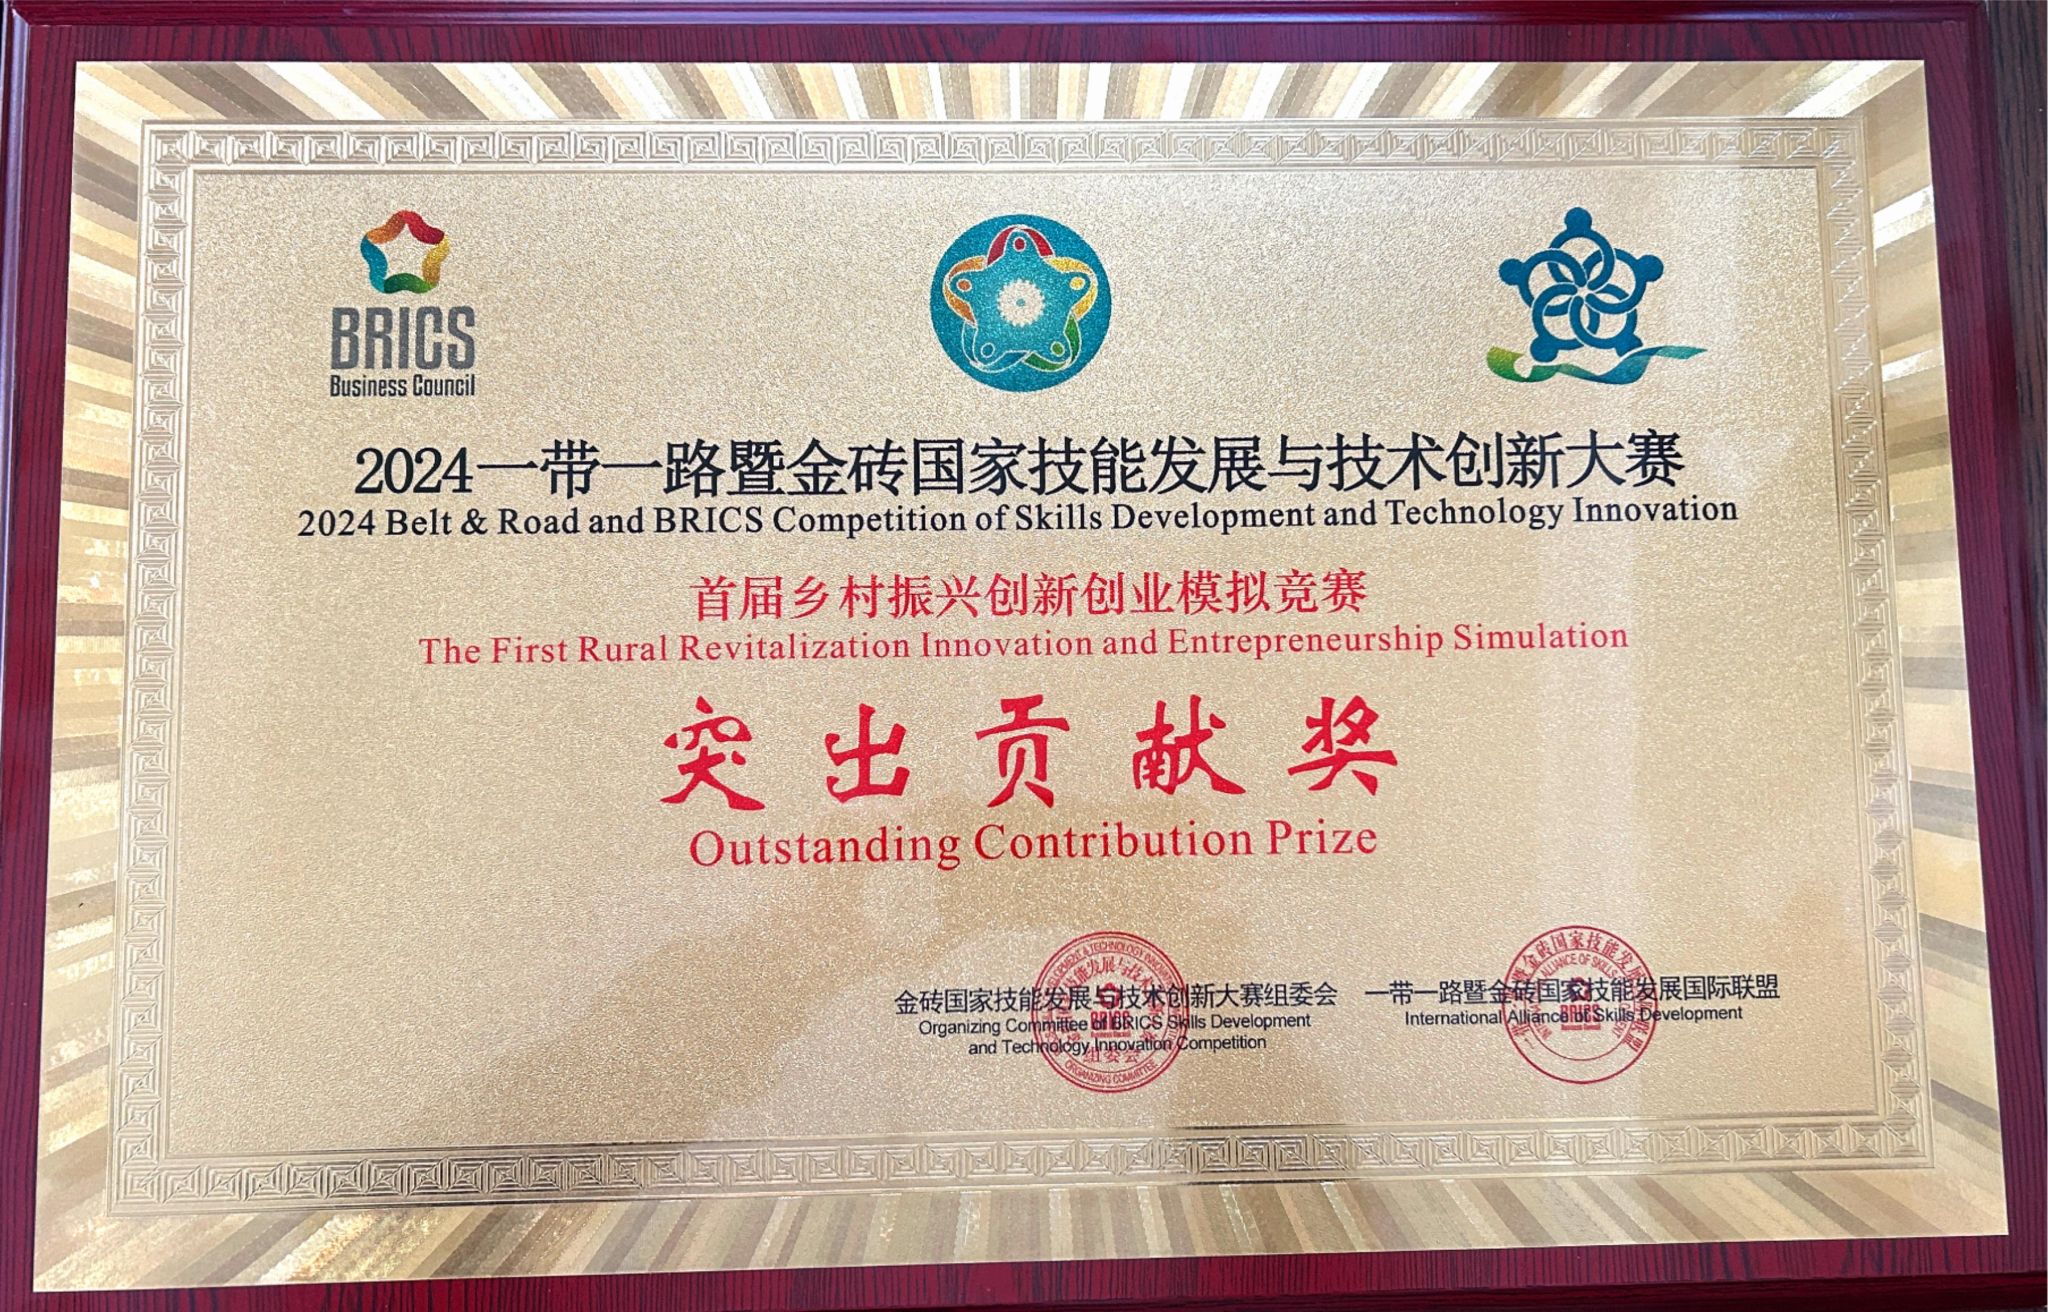 BRICS
Business Council
2024一带一路暨金砖国家技能发展与技术创新大赛
2024 Belt & Road and BRICS Competition of Skills Development and Technology Innovation
首届乡村振兴创新创业模拟竞赛
The First Rural Revitalization Innovation and Entrepreneurship Simulation
突出贡献奖
Outstanding Contribution Prize
金砖国家技能发展与技术创新大赛组委会
Organizing Committee of BRICS Skills Development
and Technology Innovation Competition
组委会
ORGANIZING COMMITTEE
一带一路暨金砖国家技能发展国际联盟
International Alliance of Skills Development